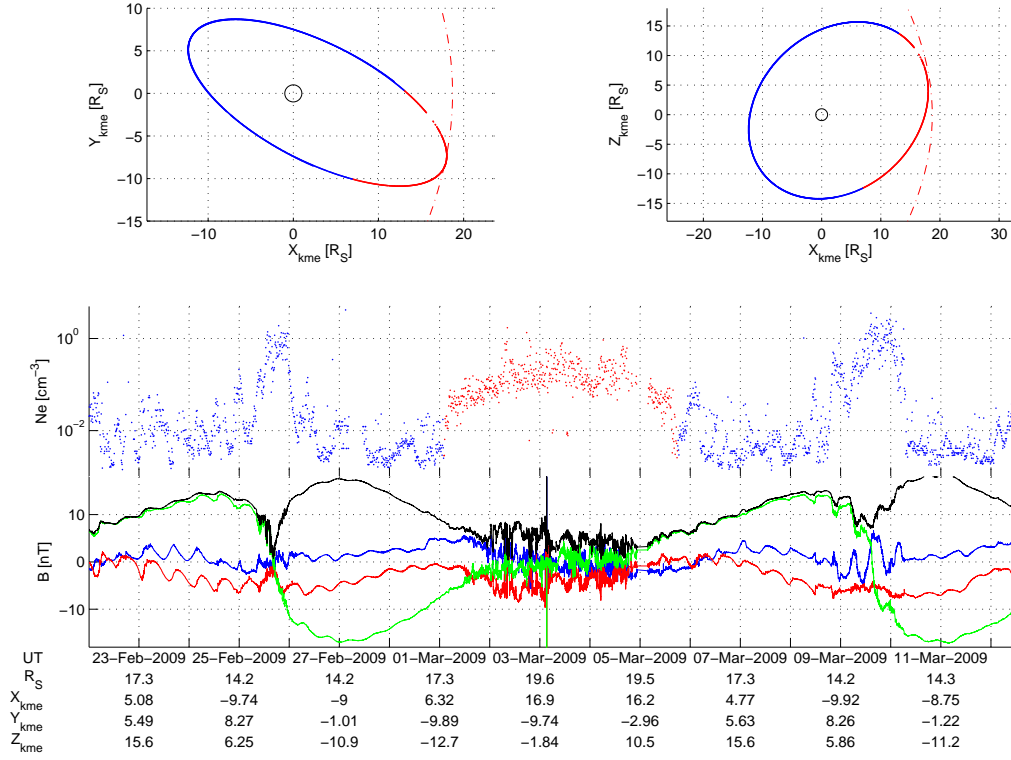 10
5
0
−5
−10
−15
Y_kme [R_S]
−10 0 10 20
X_kme [R_S]
15
10
5
0
−5
−10
−15
Z_kme [R_S]
−20 −10 0 10 20 30
X_kme [R_S]
10^0
10^−2
Ne [cm^−3]
10
0
−10
B [nT]
UT 23−Feb−2009 25−Feb−2009 27−Feb−2009 01−Mar−2009 03−Mar−2009 05−Mar−2009 07−Mar−2009 09−Mar−2009 11−Mar−2009
R_S 17.3 14.2 14.2 17.3 19.6 19.5 17.3 14.2 14.3
X_kme 5.08 −9.74 −9 6.32 16.9 16.2 4.77 −9.92 −8.75
Y_kme 5.49 8.27 −1.01 −9.89 −9.74 −2.96 5.63 8.26 −1.22
Z_kme 15.6 6.25 −10.9 −12.7 −1.84 10.5 15.6 5.86 −11.2